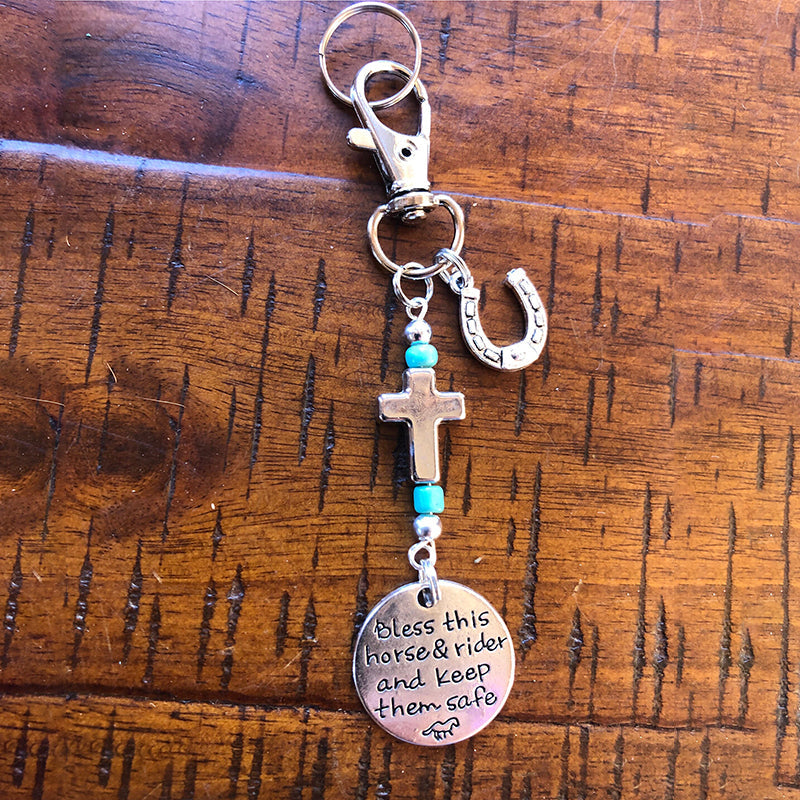 Bless this
horse & rider
and keep
them safe